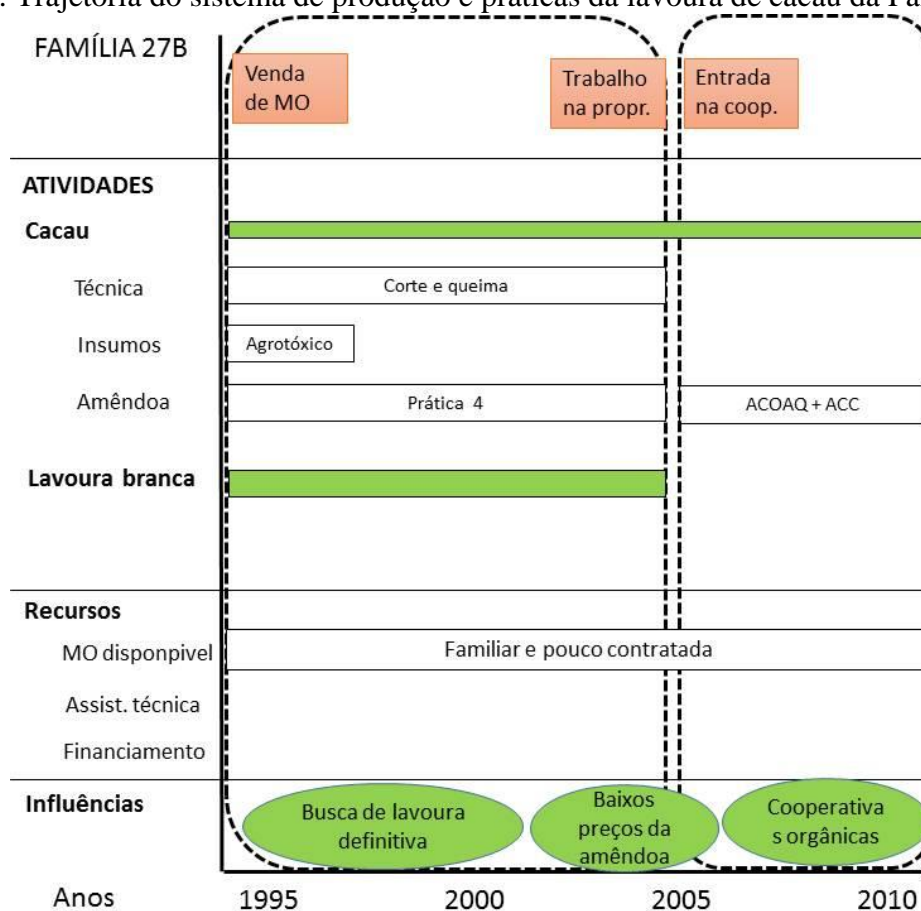 . Trajetória do sistema de produção e práticas da lavoura de cacau da Fa
FAMÍLIA 27B
Venda
de MO
Trabalho
na propr.
Entrada
na coop.
ATIVIDADES
Cacau
Técnica
Corte e queima
Insumos
Agrotóxico
Amêndoa
Prática 4
ACOAQ + ACC
Lavoura branca
Recursos
MO disponpivel
Familiar e pouco contratada
Assist. técnica
Financiamento
Influências
Busca de lavoura
definitiva
Baixos
preços da
amêndoa
Cooperativa
s orgânicas
Anos
1995
2000
2005
2010